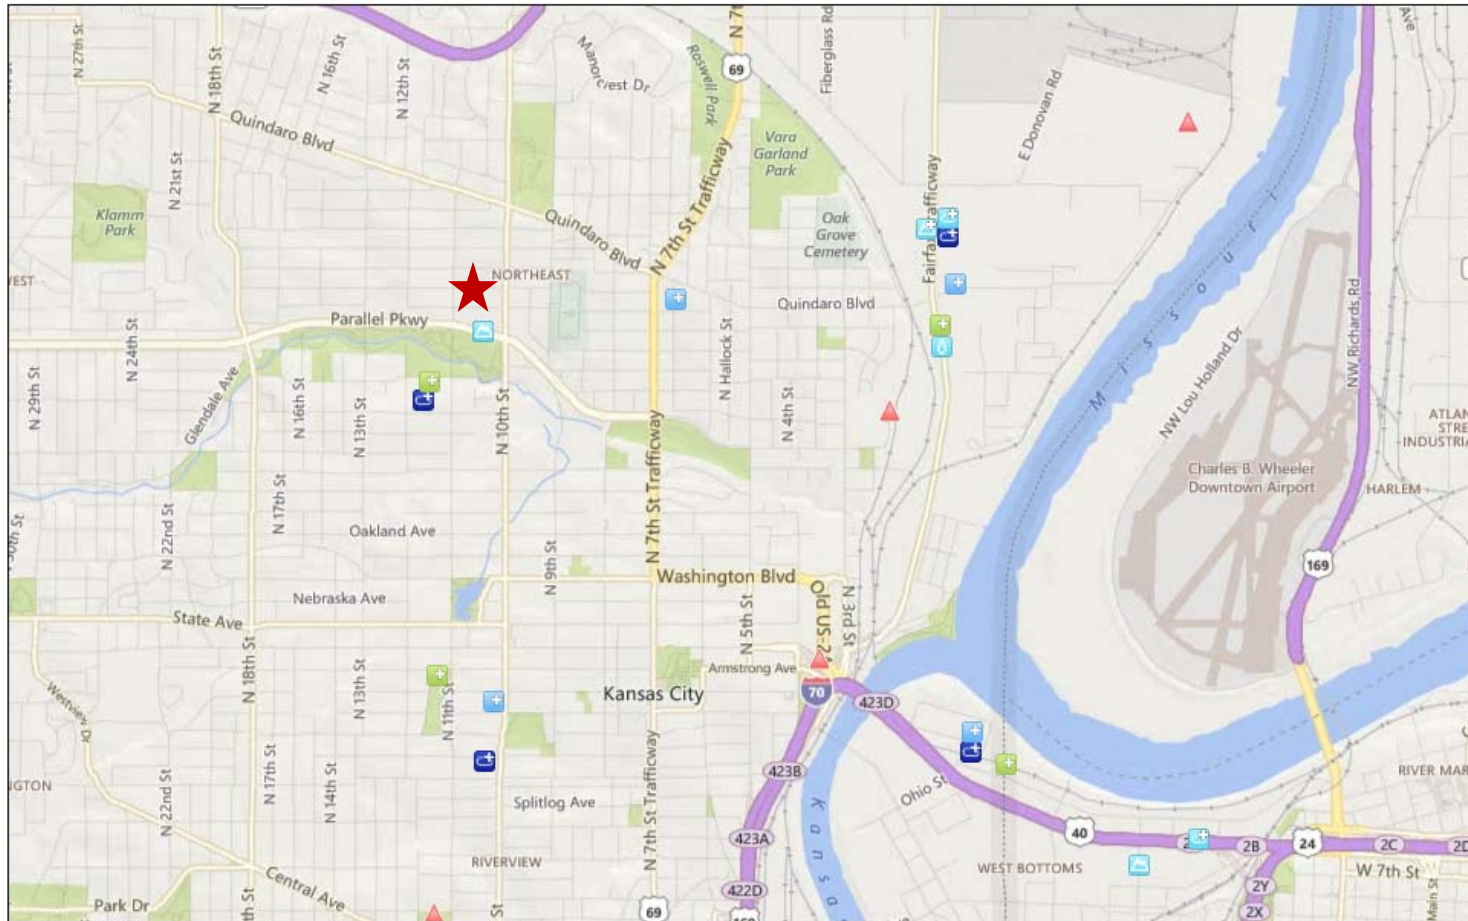 N 27th St
N 18th St
N 16th St
N 12th St
Manorcrest Dr
Roswell Park
69
Fiberglass Rd
E Donovan Rd
Ave
Quindaro Blvd
N 21st St
Vara
Garland
Park
N 7th St Trafficway
Klamm
Park
Quindaro Blvd
Oak
Grove
Cemetery
NORTHEAST
Quindaro Blvd
Missouri
NW Richards Rd
Parallel Pkwy
N 24th St
N 29th St
Glendale Ave
N 16th St
N 13th St
N 10th St
N Hallock St
N 4th St
NW Lou Holland Dr
N 7th St Trafficway
Charles B. Wheeler
Downtown Airport
HARLEM
N 17th St
N 22nd St
Oakland Ave
N 9th St
169
Washington Blvd
Nebraska Ave
State Ave
N 5th St
N 3rd St
Armstrong Ave
70
Kansas City
N 18th St
N 13th St
N 11th St
Westview Dr
423D
N 17th St
N 14th St
N 22nd St
423B
Ohio St
RIVER MAR
Splitlog Ave
N 7th St Trafficway
423A
Kansa
40
2B
24
2C
2D
RIVERVIEW
WEST BOTTOMS
W 7th St
Central Ave
422D
2Y
Park Dr
69
2X